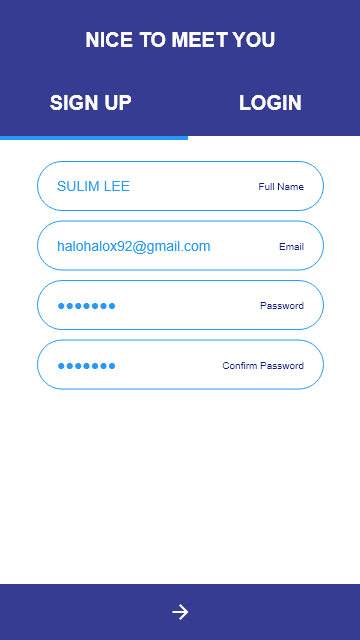 NICE TO MEET YOU
SIGN UP LOGIN
SULIM LEE Full Name
halohalox92@gmail.com Email
●●●●●●● Password
●●●●●●● Confirm Password